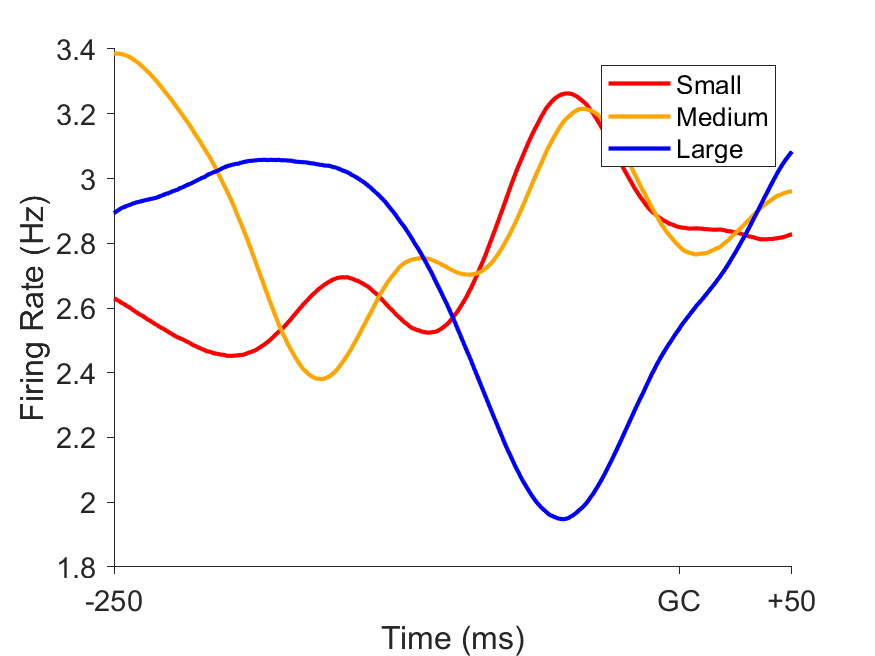 3.4
3.2
3
2.8
2.6
2.4
2.2
2
1.8
Firing Rate (Hz)
Small
Medium
Large
-250 GC +50
Time (ms)